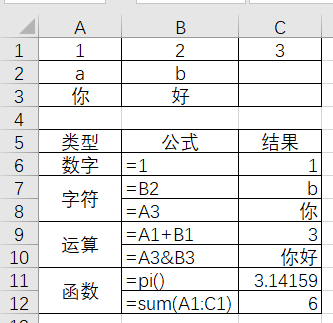 A B C
1 1 2 3
2 a b
3 你 好
4
5 类型 公式 结果
6 数字 =1 1
7 字符 =B2 b
8 =A3 你
9 运算 =A1+B1 3
10 =A3&B3 你好
11 函数 =pi() 3.14159
12 =sum(A1:C1) 6